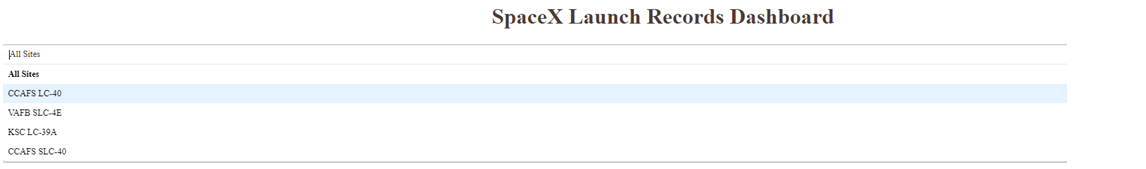 SpaceX Launch Records Dashboard
All Sites
All Sites
CCAFS LC-40
VAFB SLC-4E
KSC LC-39A
CCAFS SLC-40